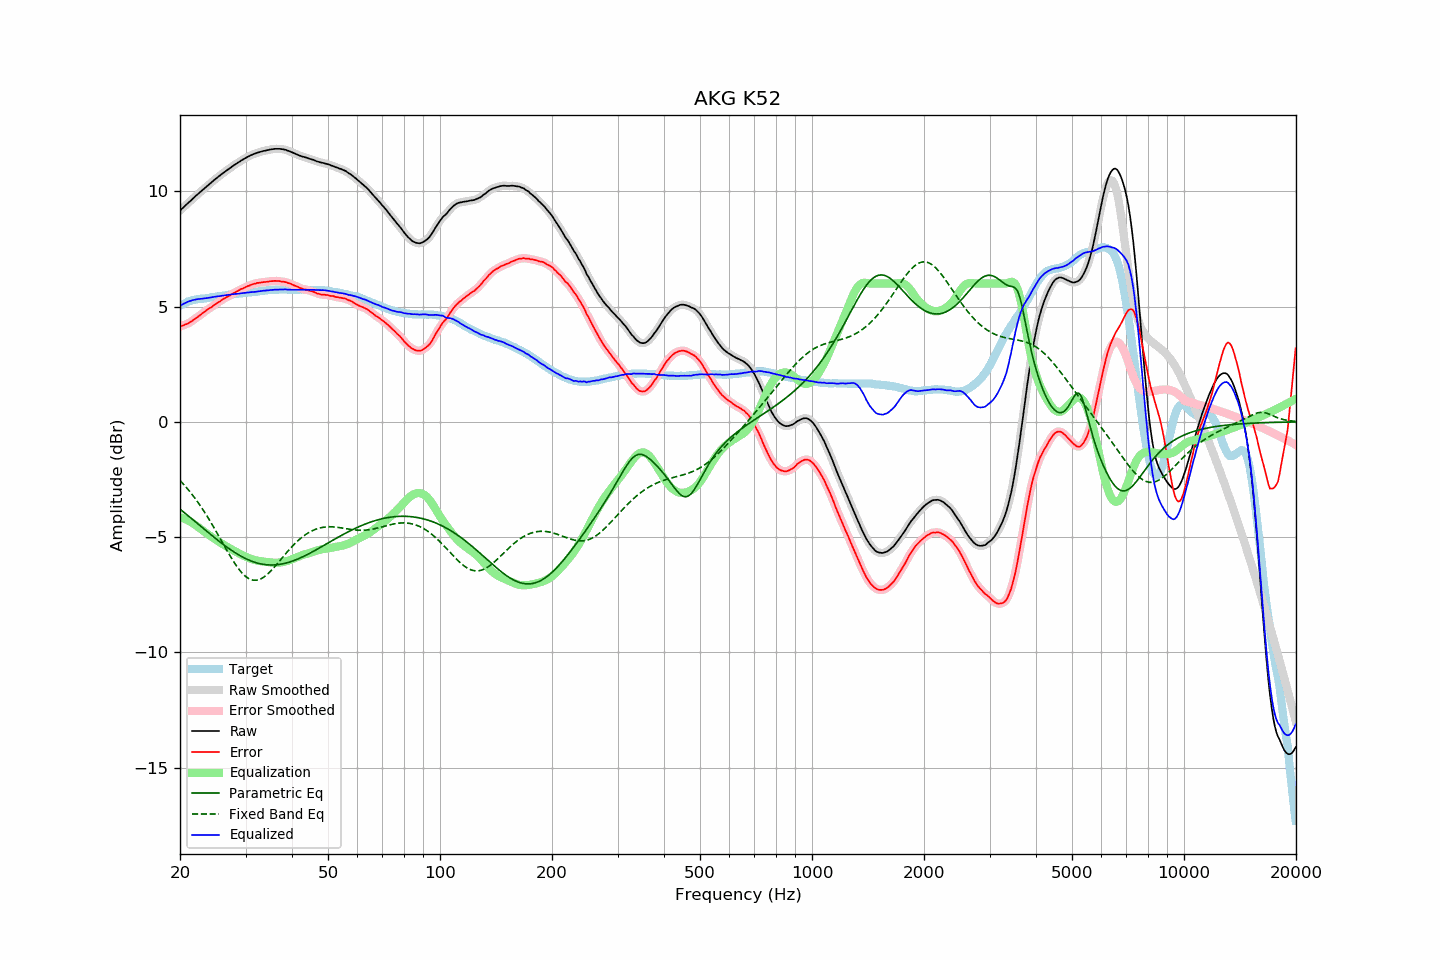 AKG K52
Amplitude (dBr)
10
5
0
−5
−10
−15
Target
Raw Smoothed
Error Smoothed
Raw
Error
Equalization
Parametric Eq
Fixed Band Eq
Equalized
20 50 100 200 500 1000 2000 5000 10000 20000
Frequency (Hz)